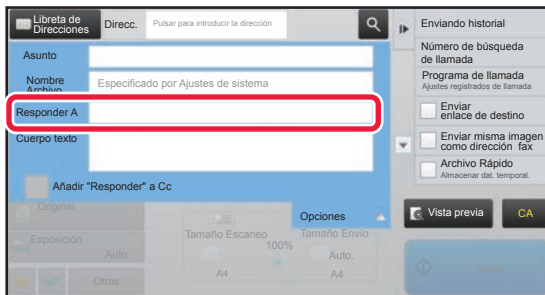 Libreta de
Direcciones
Direcc.
Pulsar para introducir la dirección
Asunto
Nombre
Archivo
Especificado por Ajustes de sistema
Responder A
Cuerpo texto
Añadir "Responder" a Cc
Opciones
Original
Exposición
Auto.
Otros
Tamaño Escaneo
100%
A4
Tamaño Envío
Auto.
A4
Enviando historial
Número de búsqueda
de llamada
Programa de llamada
Ajustes registrados de llamada
Enviar
enlace de destino
Enviar misma imagen
como dirección fax
Archivo Rápido
Almacenar dat. temporal.
Vista previa
CA
Iniciar